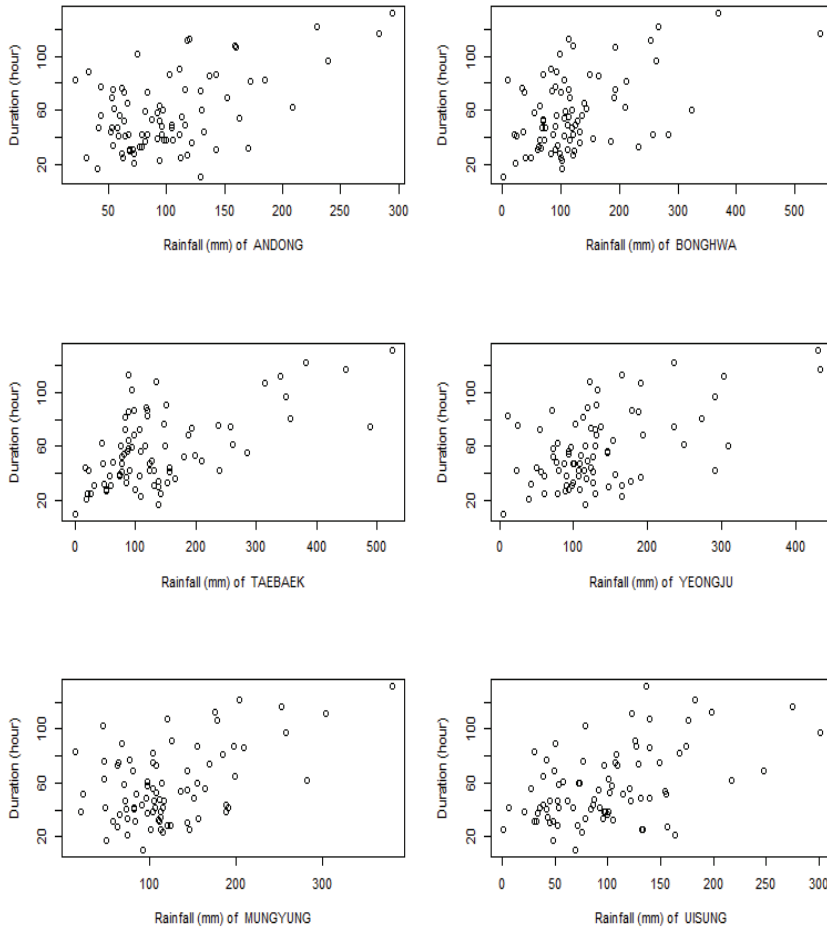 Duration (hour)
20 60 100
50 100 150 200 250 300
Rainfall (mm) of ANDONG
Duration (hour)
20 60 100
0 100 200 300 400 500
Rainfall (mm) of BONGHWA
Duration (hour)
20 60 100
0 100 200 300 400 500
Rainfall (mm) of TAEBAEK
Duration (hour)
20 60 100
0 100 200 300 400
Rainfall (mm) of YEONGJU
Duration (hour)
20 60 100
100 200 300
Rainfall (mm) of MUNGYUNG
Duration (hour)
20 60 100
0 50 100 150 200 250 300
Rainfall (mm) of UISUNG